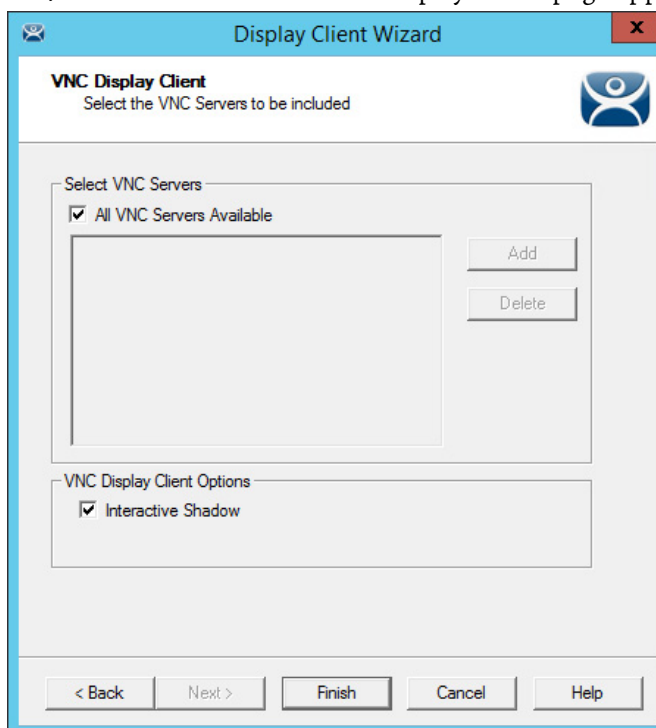 Display Client Wizard
x
VNC Display Client
Select the VNC Servers to be included
Select VNC Servers
All VNC Servers Available
Add
Delete
VNC Display Client Options
Interactive Shadow
< Back
Next >
Finish
Cancel
Help